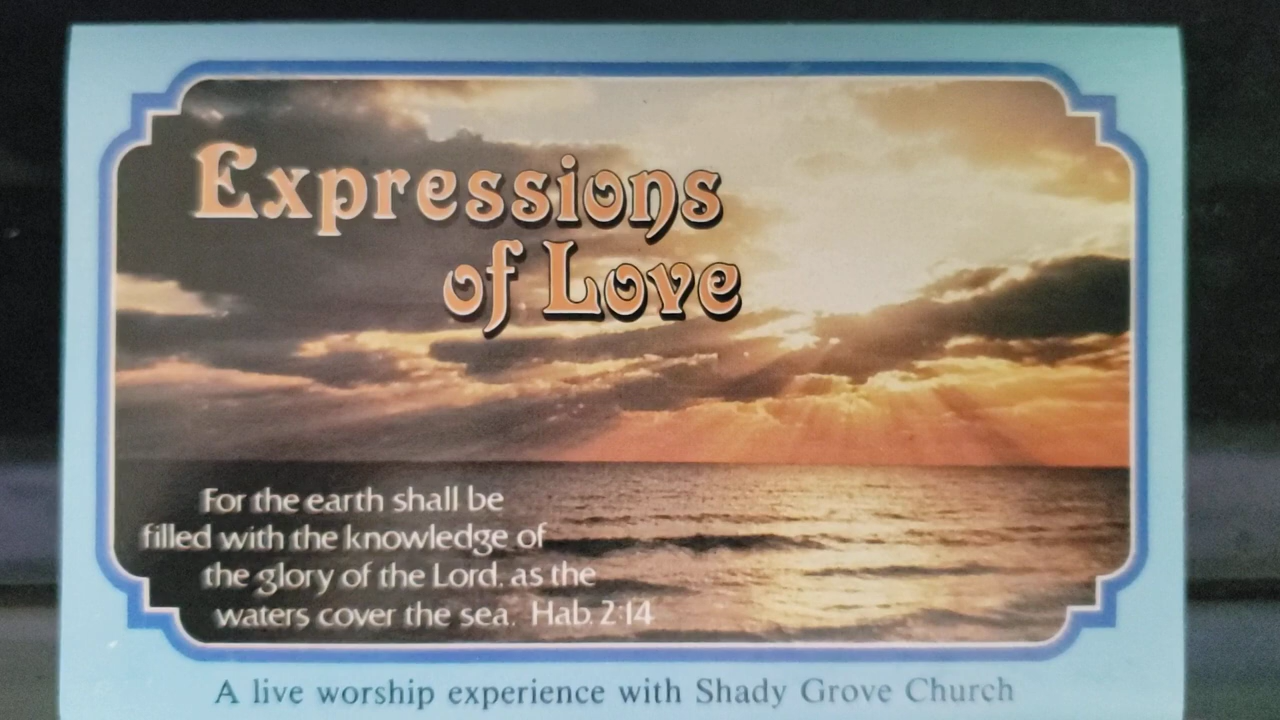 Expressions
of Love
For the earth shall be
filled with the knowledge of
the glory of the Lord, as the
waters cover the sea. Hab. 2:14
A live worship experience with Shady Grove Church